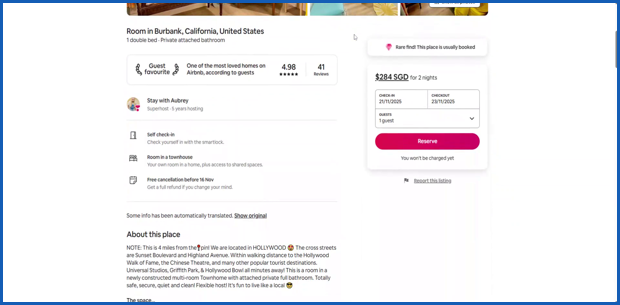 Room in Burbank, California, United States
1 double bed · Private attached bathroom
Guest favourite
One of the most loved homes on Airbnb, according to guests
4.98
41
Reviews
Stay with Aubrey
Superhost · 5 years hosting
Self check-in
Check yourself in with the smartlock.
Room in a townhouse
Your own room in a home, plus access to shared spaces.
Free cancellation before 16 Nov
Get a full refund if you change your mind.
Some info has been automatically translated. Show original
About this place
NOTE: This is 4 miles from the📍pin! We are located in HOLLYWOOD 🤩 The cross streets
are Sunset Boulevard and Highland Avenue. Within walking distance to the Hollywood
Walk of Fame, the Chinese Theatre, and many other popular tourist destinations.
Universal Studios, Griffith Park, & Hollywood Bowl all minutes away! This is a room in a
newly constructed multi-room Townhome with attached private full bathroom. Totally
safe, secure, quiet and clean! Flexible host! It's fun to live like a local 😎
The space
Rare find! This place is usually booked
$284 SGD for 2 nights
CHECK-IN
21/11/2025
CHECKOUT
23/11/2025
GUESTS
1 guest
Reserve
You won't be charged yet
Report this listing